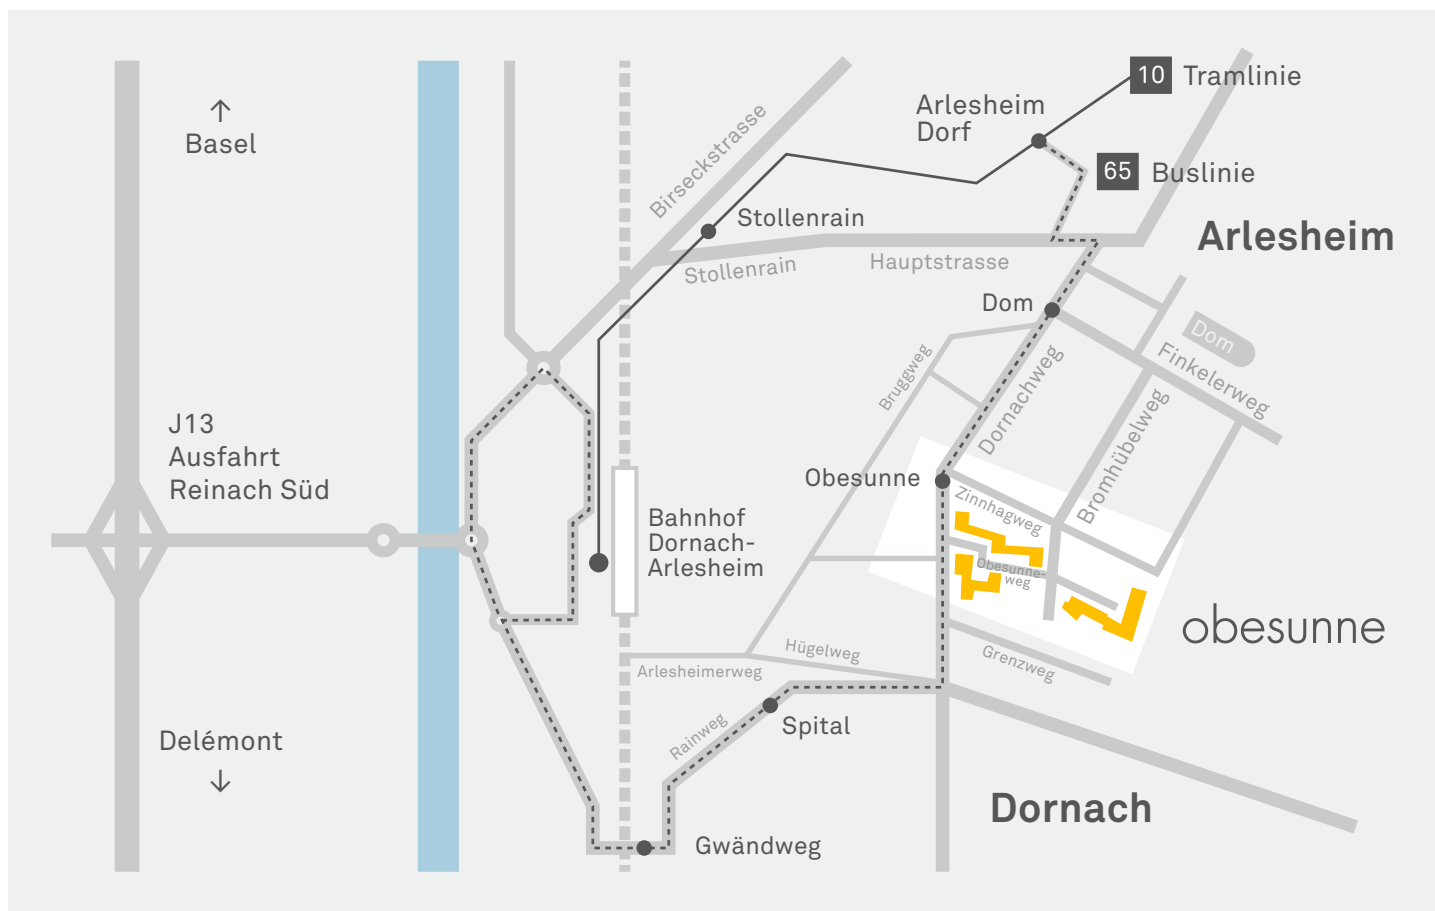 10 Tramlinie
Arlesheim
Dorf
↑
Basel
65 Buslinie
Birseckstrasse
Stollenrain
Arlesheim
Stollenrain
Hauptstrasse
Dom
Dom
Finkelerweg
Bruggweg
Dornachweg
Bromhübelweg
J13
Ausfahrt
Reinach Süd
Obesunne
Zinnhagweg
Bahnhof
Dornach-
Arlesheim
Obesunne-
weg
obesunne
Hügelweg
Grenzweg
Arlesheimerweg
Rainweg
Spital
Delémont
↓
Dornach
Gwändweg